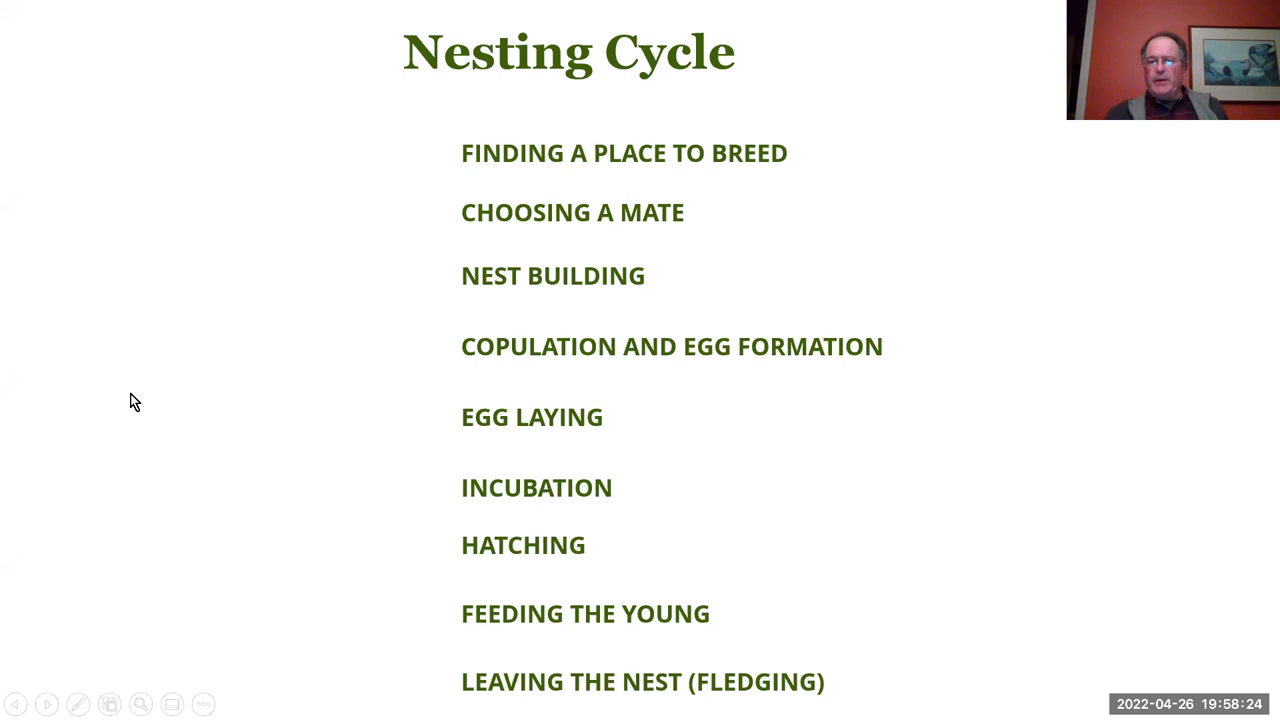 Nesting Cycle
FINDING A PLACE TO BREED
CHOOSING A MATE
NEST BUILDING
COPULATION AND EGG FORMATION
EGG LAYING
INCUBATION
HATCHING
FEEDING THE YOUNG
LEAVING THE NEST (FLEDGING)
2022-04-26 19:58:24